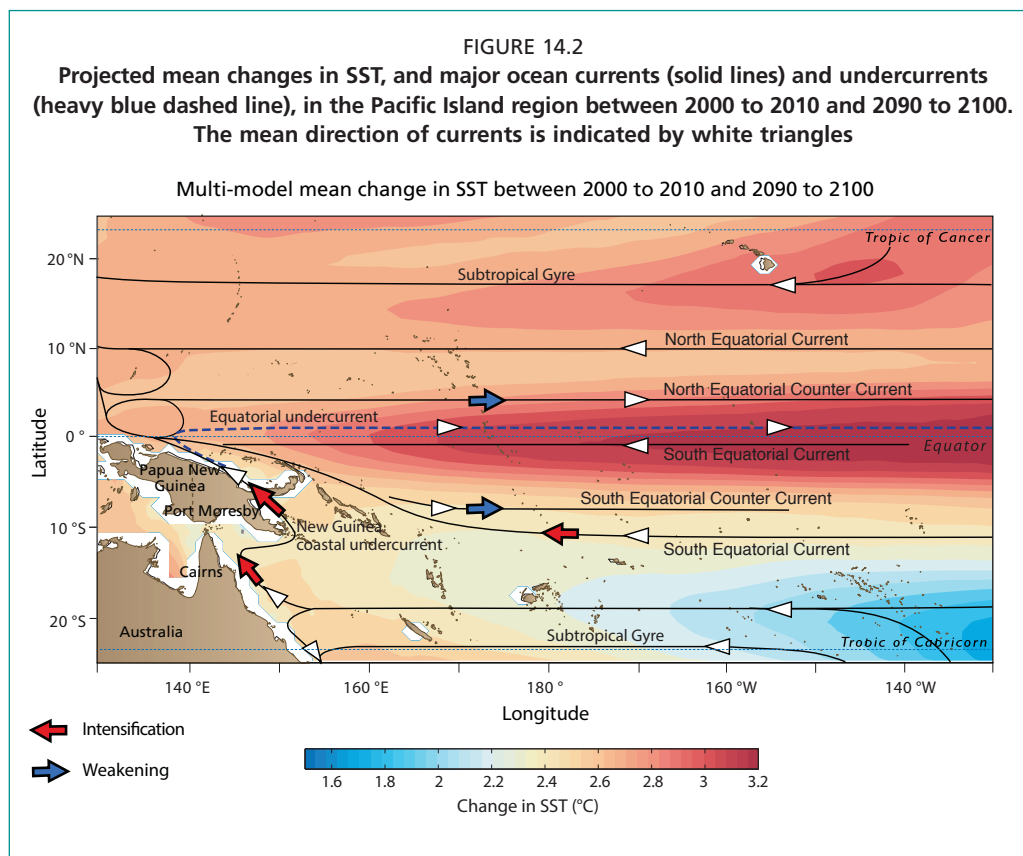 FIGURE 14.2
Projected mean changes in SST, and major ocean currents (solid lines) and undercurrents
(heavy blue dashed line), in the Pacific Island region between 2000 to 2010 and 2090 to 2100.
The mean direction of currents is indicated by white triangles
Multi-model mean change in SST between 2000 to 2010 and 2090 to 2100
Latitude
20 °N
10 °N
0 °
10 °S
20 °S
Tropic of Cancer
Subtropical Gyre
North Equatorial Current
North Equatorial Counter Current
Equatorial undercurrent
Equator
South Equatorial Current
Papua New
Guinea
South Equatorial Counter Current
Port Moresby
New Guinea
coastal undercurrent
South Equatorial Current
Cairns
Australia
Subtropical Gyre
Tropic of Capricorn
140 °E
160 °E
180 °
160 °W
140 °W
Longitude
Intensification
Weakening
1.6
1.8
2
2.2
2.4
2.6
2.8
3
3.2
Change in SST (°C)